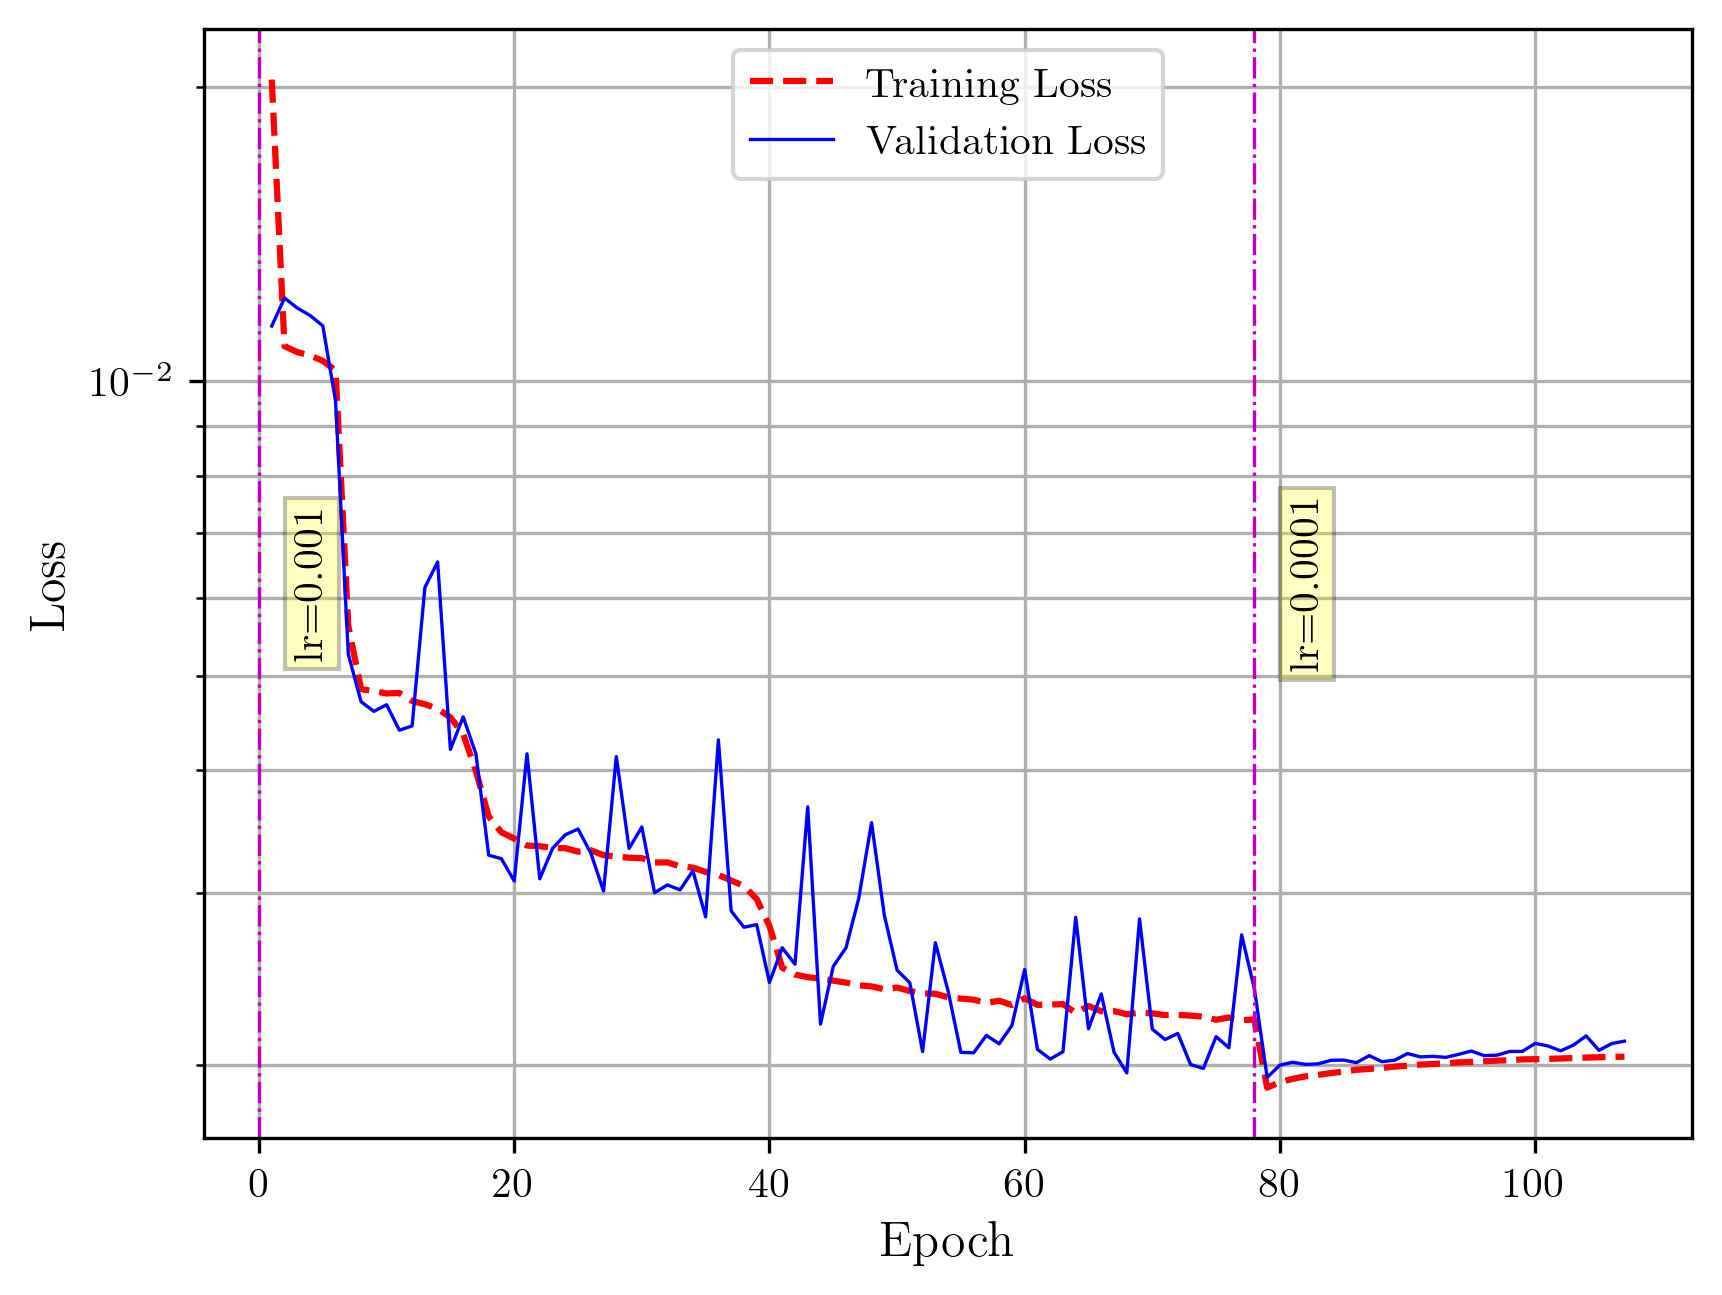 Training Loss
Validation Loss
10⁻²
Loss
lr=0.001
lr=0.0001
0 20 40 60 80 100
Epoch